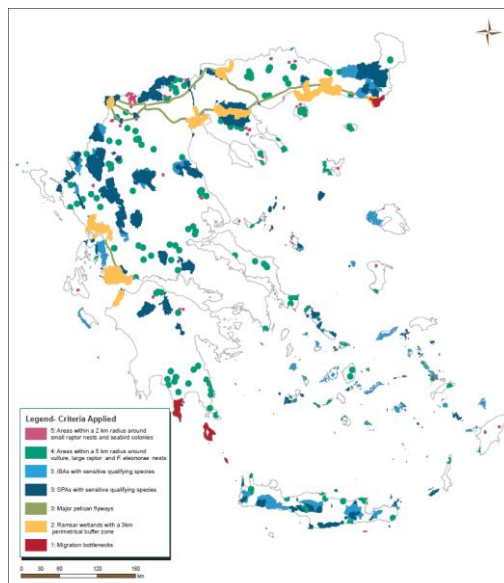 Legend- Criteria Applied
5: Areas within a 2 km radius around
small raptor nests and seabird colonies
4: Areas within a 5 km radius around
vulture, large raptor and F. eleonorae nests
3: IBAs with sensitive qualifying species
3: SPAs with sensitive qualifying species
3: Major pelican flyways
2: Ramsar wetlands with a 3km
perimetrical buffer zone
1: Migration bottlenecks
0 30 60 120 180
km